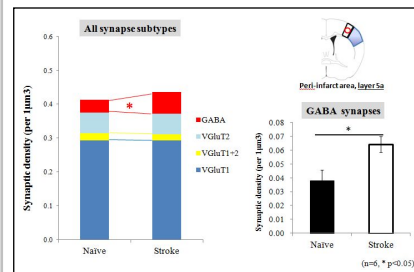 All synapse subtypes
Synaptic density (per 1µm3)
0.6
0.5
0.4
0.3
0.2
0.1
0.0
*
GABA
VGluT2
VGluT1+2
VGluT1
Naïve
Stroke
Peri-infarct area, layer 5a
GABA synapses
Synaptic density (per 1µm3)
0.08
0.07
0.06
0.05
0.04
0.03
0.02
0.01
0.00
*
Naïve
Stroke
(n=6, * p<0.05)